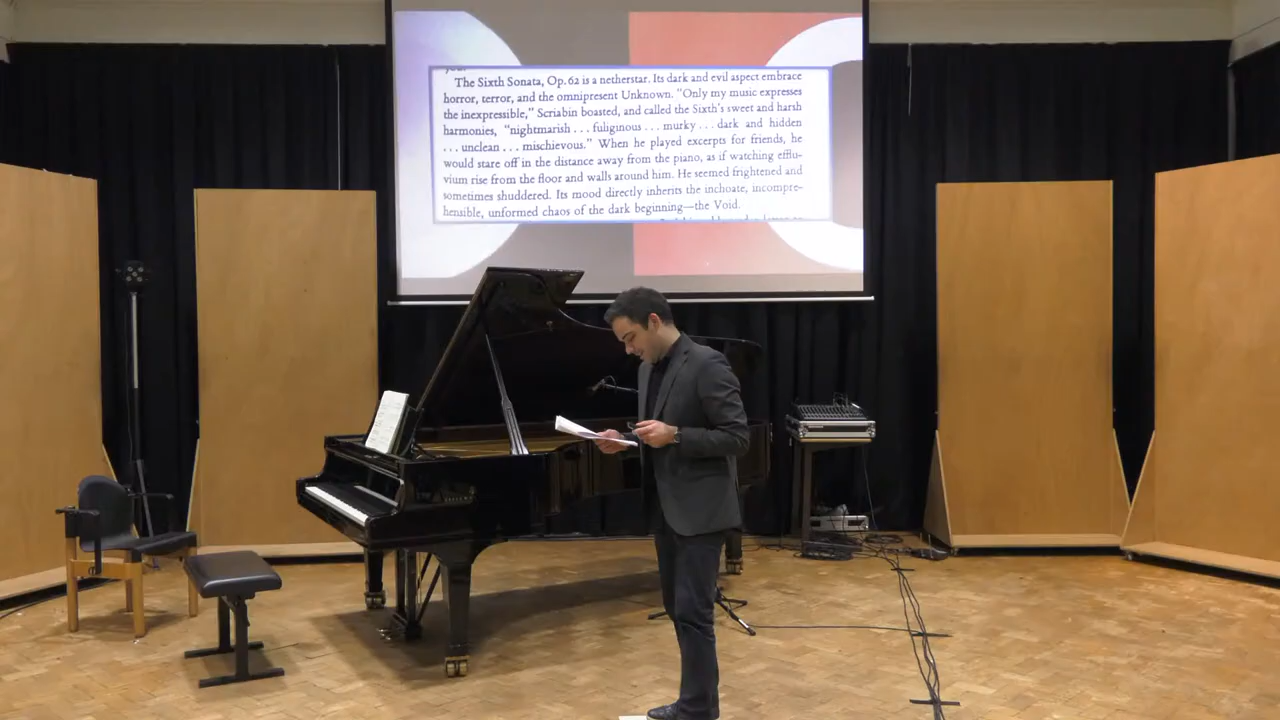 The Sixth Sonata, Op. 62 is a netherstar. Its dark and evil aspect embrace
horror, terror, and the omnipresent Unknown. "Only my music expresses
the inexpressible," Scriabin boasted, and called the Sixth's sweet and harsh
harmonies, "nightmarish . . . fuliginous . . . murky . . . dark and hidden
. . . unclean . . . mischievous." When he played excerpts for friends, he
would stare off in the distance away from the piano, as if watching efflu-
vium rise from the floor and walls around him. He seemed frightened and
sometimes shuddered. Its mood directly inherits the inchoate, incompre-
hensible, unformed chaos of the dark beginning—the Void.